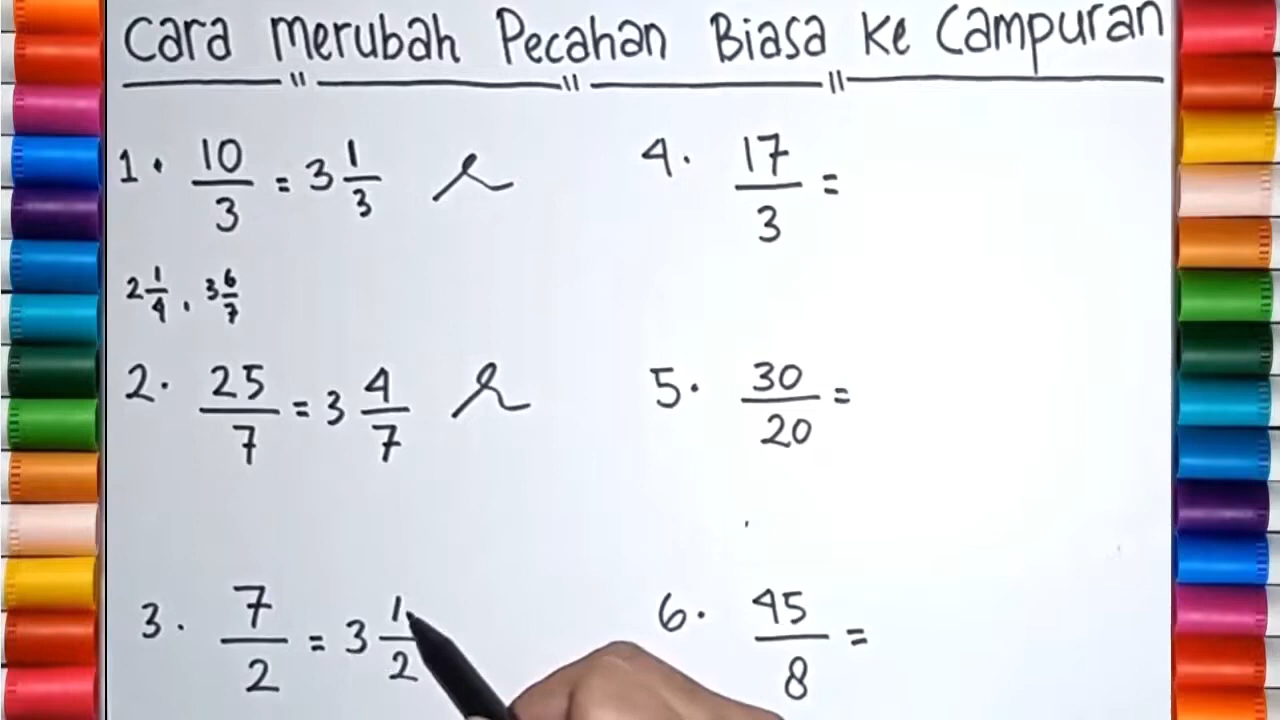 Cara Merubah Pecahan Biasa Ke Campuran
1. 10/3 = 3 1/3
2 1/4, 3 6/7
2. 25/7 = 3 4/7
3. 7/2 = 3 1/2
4. 17/3 =
5. 30/20 =
6. 45/8 =